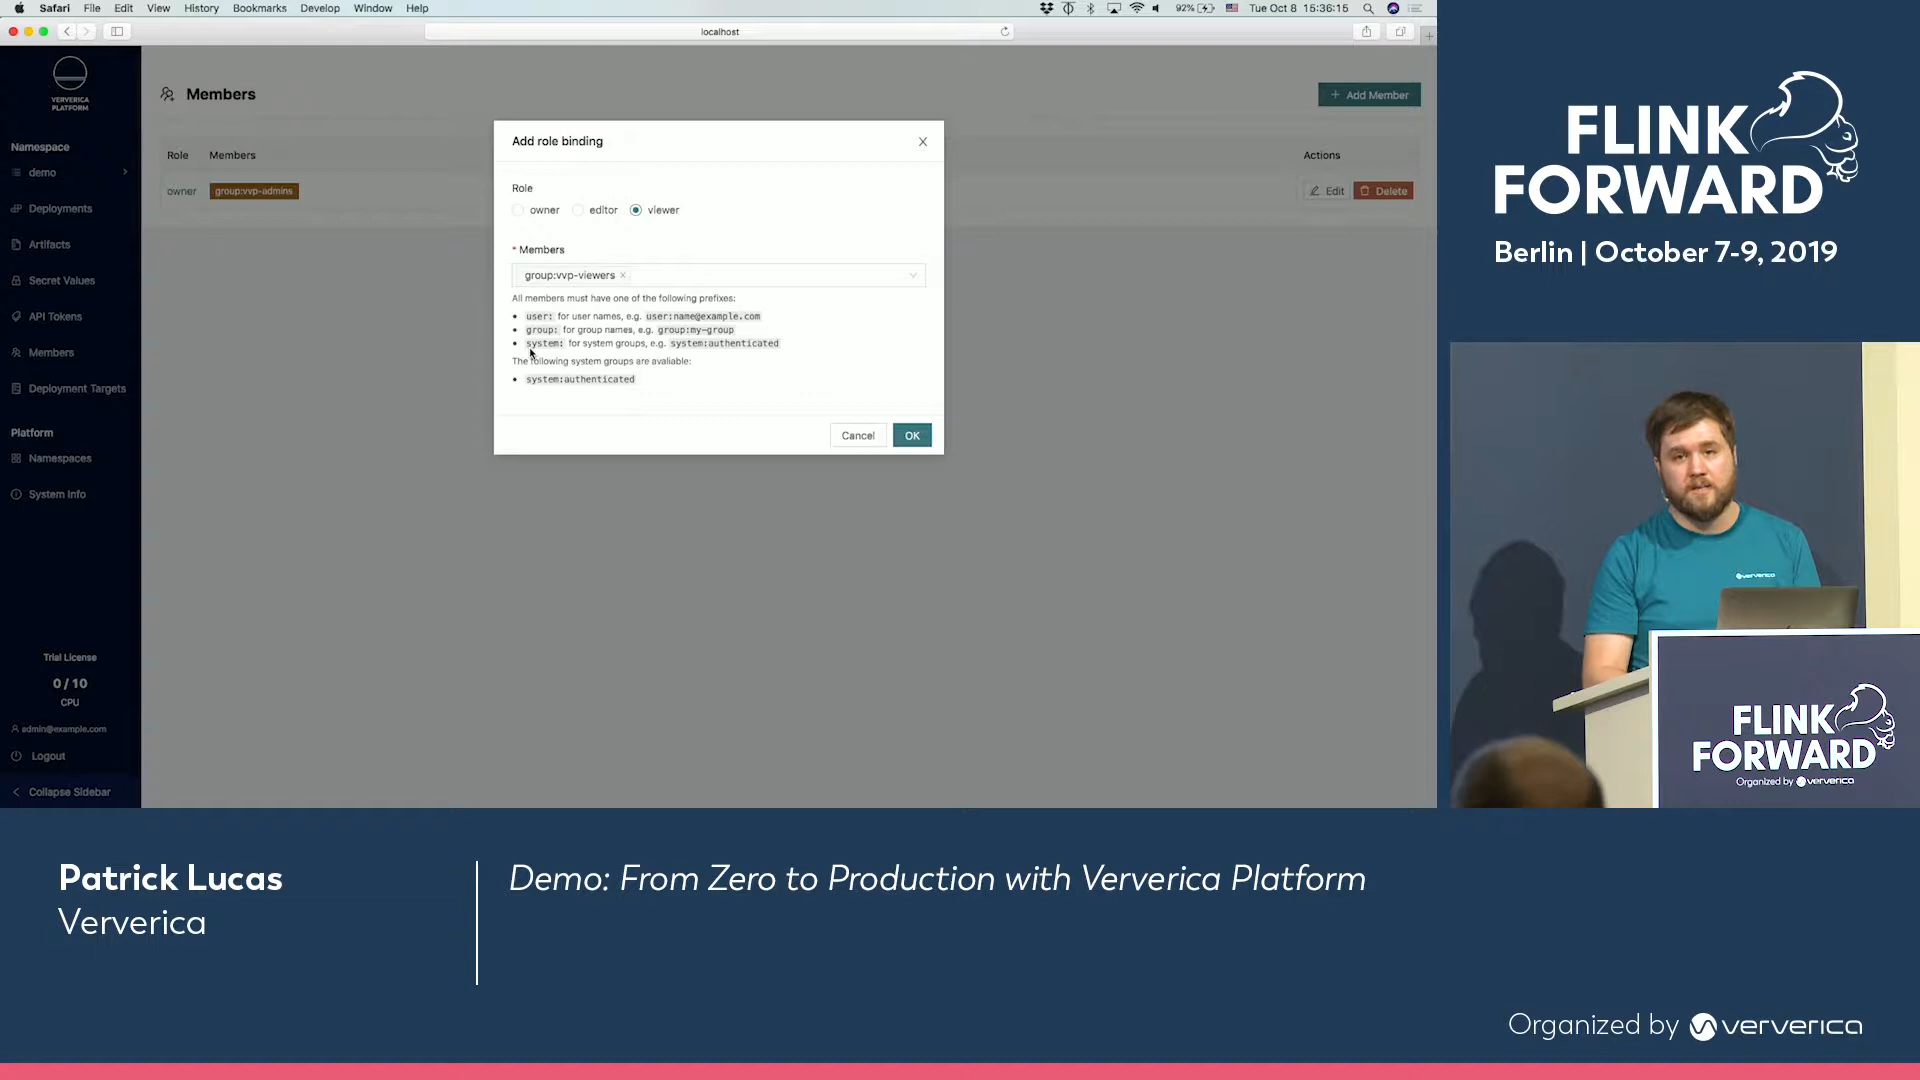 Safari File Edit View History Bookmarks Develop Window Help
92% Tue Oct 8 15:36:15
localhost
VERVERICA
PLATFORM
Namespace
demo
Deployments
Artifacts
Secret Values
API Tokens
Members
Deployment Targets
Platform
Namespaces
System Info
Trial License
0 / 10
CPU
admin@example.com
Logout
Collapse Sidebar
Members
+ Add Member
Role Members Actions
owner group:vvp-admins Edit Delete
Add role binding
Role
owner editor viewer
* Members
group:vvp-viewers ×
All members must have one of the following prefixes:
• user: for user names, e.g. user:name@example.com
• group: for group names, e.g. group:my-group
• system: for system groups, e.g. system:authenticated
The following system groups are available:
• system:authenticated
Cancel OK
FLINK
FORWARD
Berlin | October 7-9, 2019
ververica
FLINK
FORWARD
Organized by ververica
Patrick Lucas
Ververica
Demo: From Zero to Production with Ververica Platform
Organized by ververica